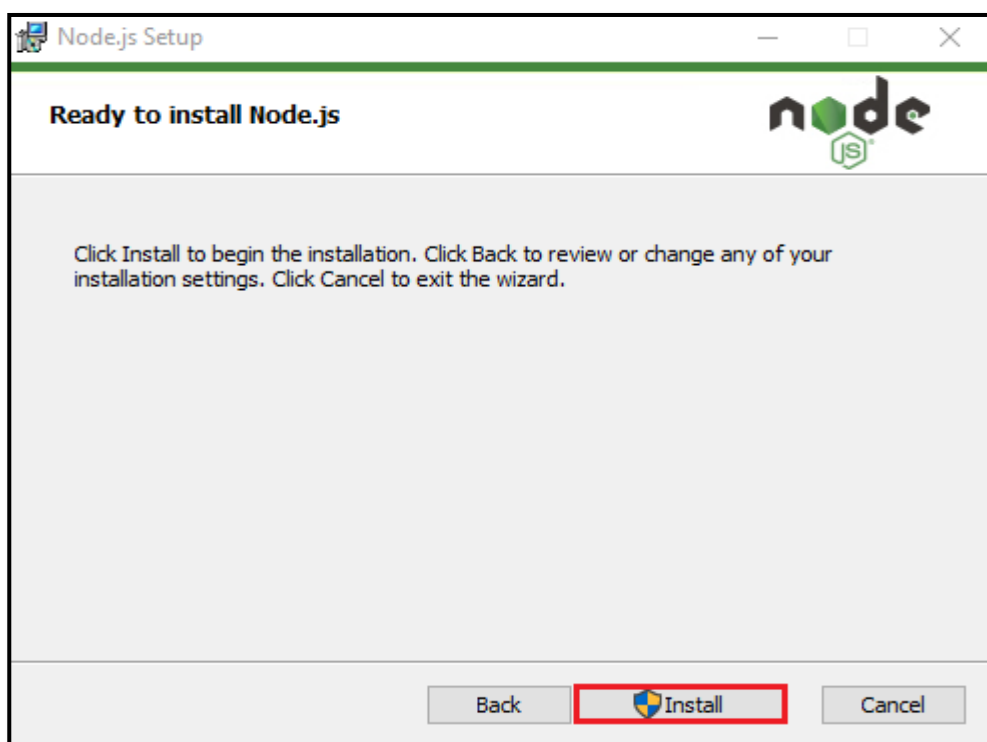 Node.js Setup
Ready to install Node.js
node
JS
Click Install to begin the installation. Click Back to review or change any of your
installation settings. Click Cancel to exit the wizard.
Back
Install
Cancel